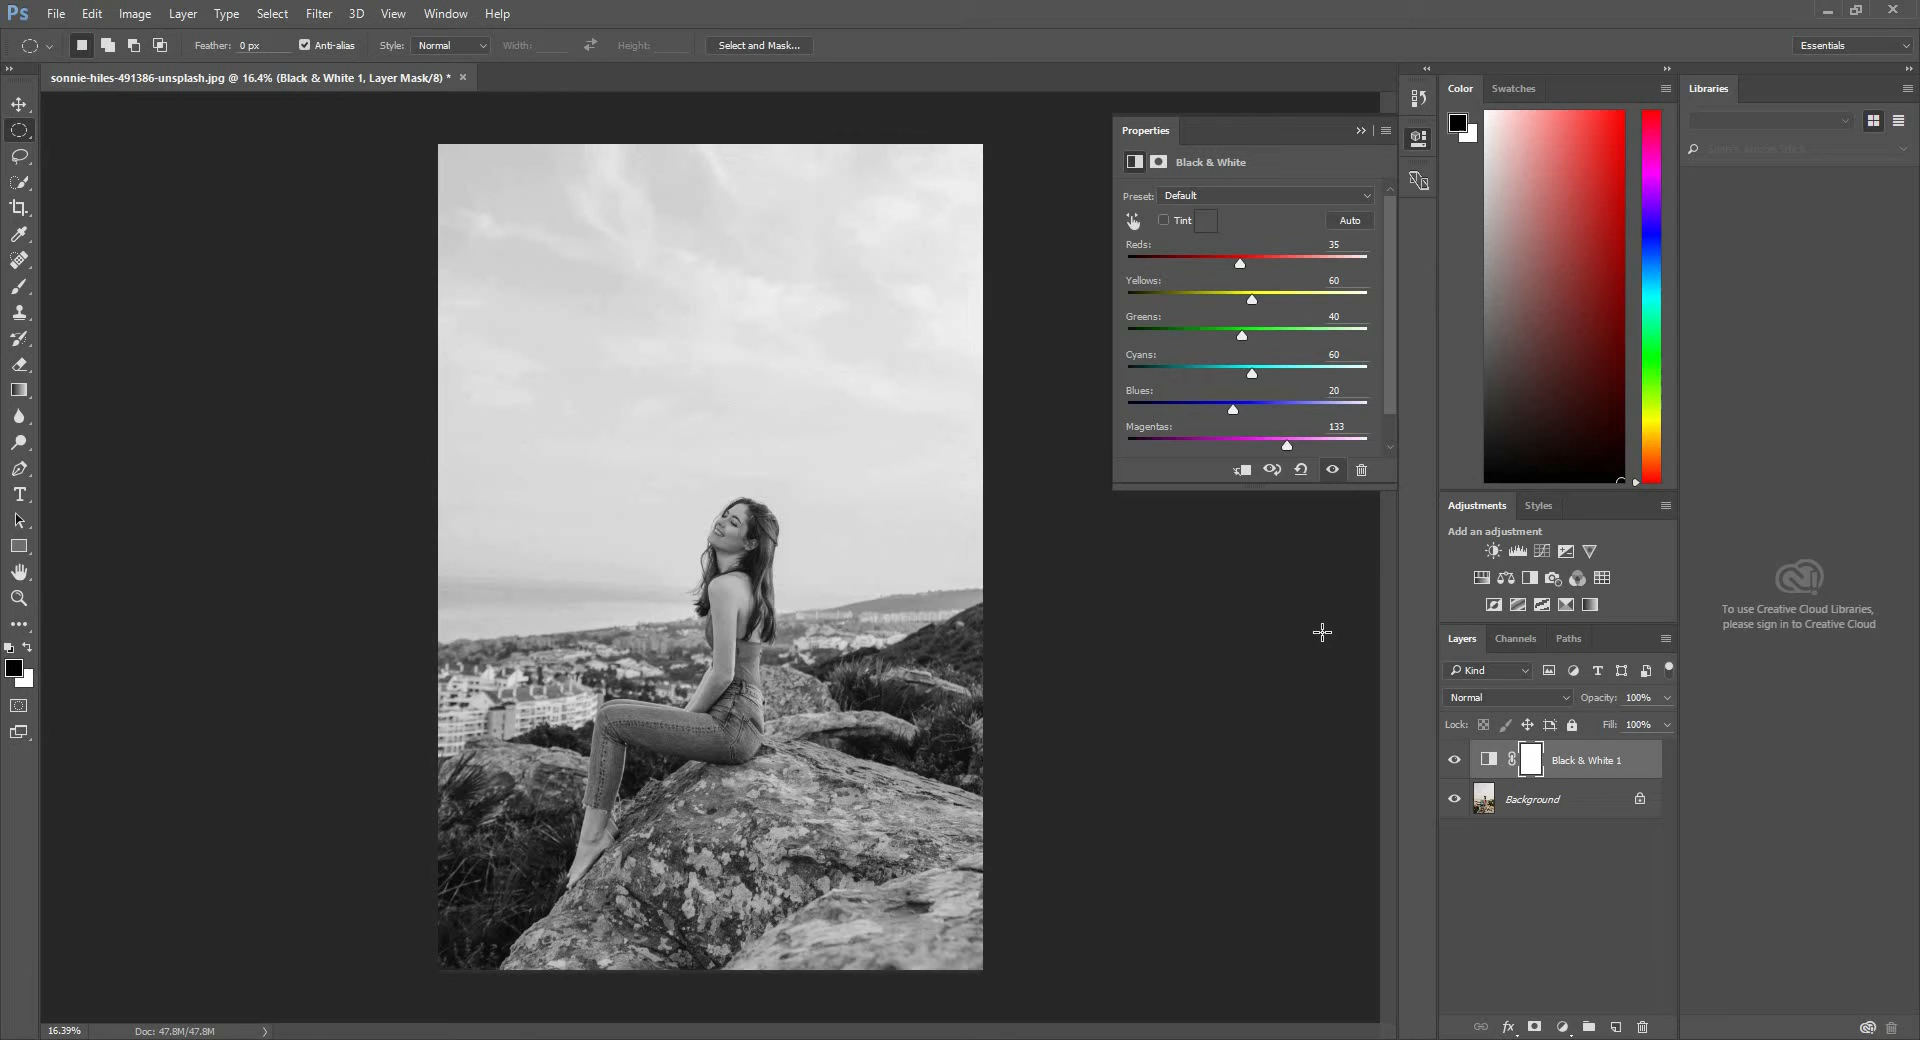 Ps File Edit Image Layer Type Select Filter 3D View Window Help
Feather: 0 px Anti-alias Style: Normal Width: Height: Select and Mask... Essentials
sonnie-hiles-491386-unsplash.jpg @ 16.4% (Black & White 1, Layer Mask/8) * ×
Color Swatches
Libraries
Properties
Black & White
Preset: Default
Tint Auto
Reds: 35
Yellows: 60
Greens: 40
Cyans: 60
Blues: 20
Magentas: 133
Adjustments Styles
Add an adjustment
To use Creative Cloud Libraries,
please sign in to Creative Cloud
Layers Channels Paths
Kind
Normal Opacity: 100%
Lock: Fill: 100%
Black & White 1
Background
16.39% Doc: 47.8M/47.8M
fx